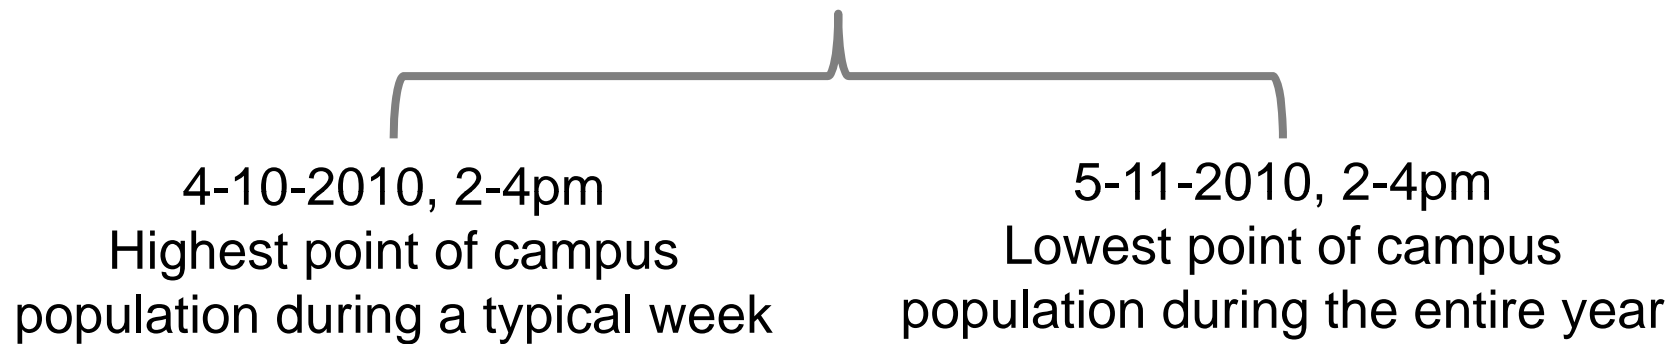 4-10-2010, 2-4pm
Highest point of campus
population during a typical week
5-11-2010, 2-4pm
Lowest point of campus
population during the entire year